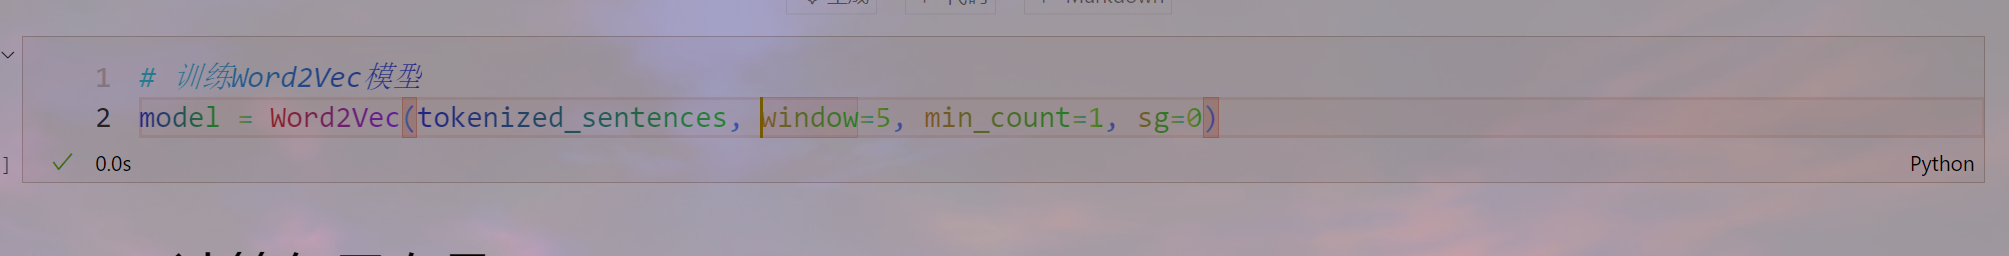 Markdown
1 # 训练Word2Vec模型
2 model = Word2Vec(tokenized_sentences, window=5, min_count=1, sg=0)
] 0.0s Python